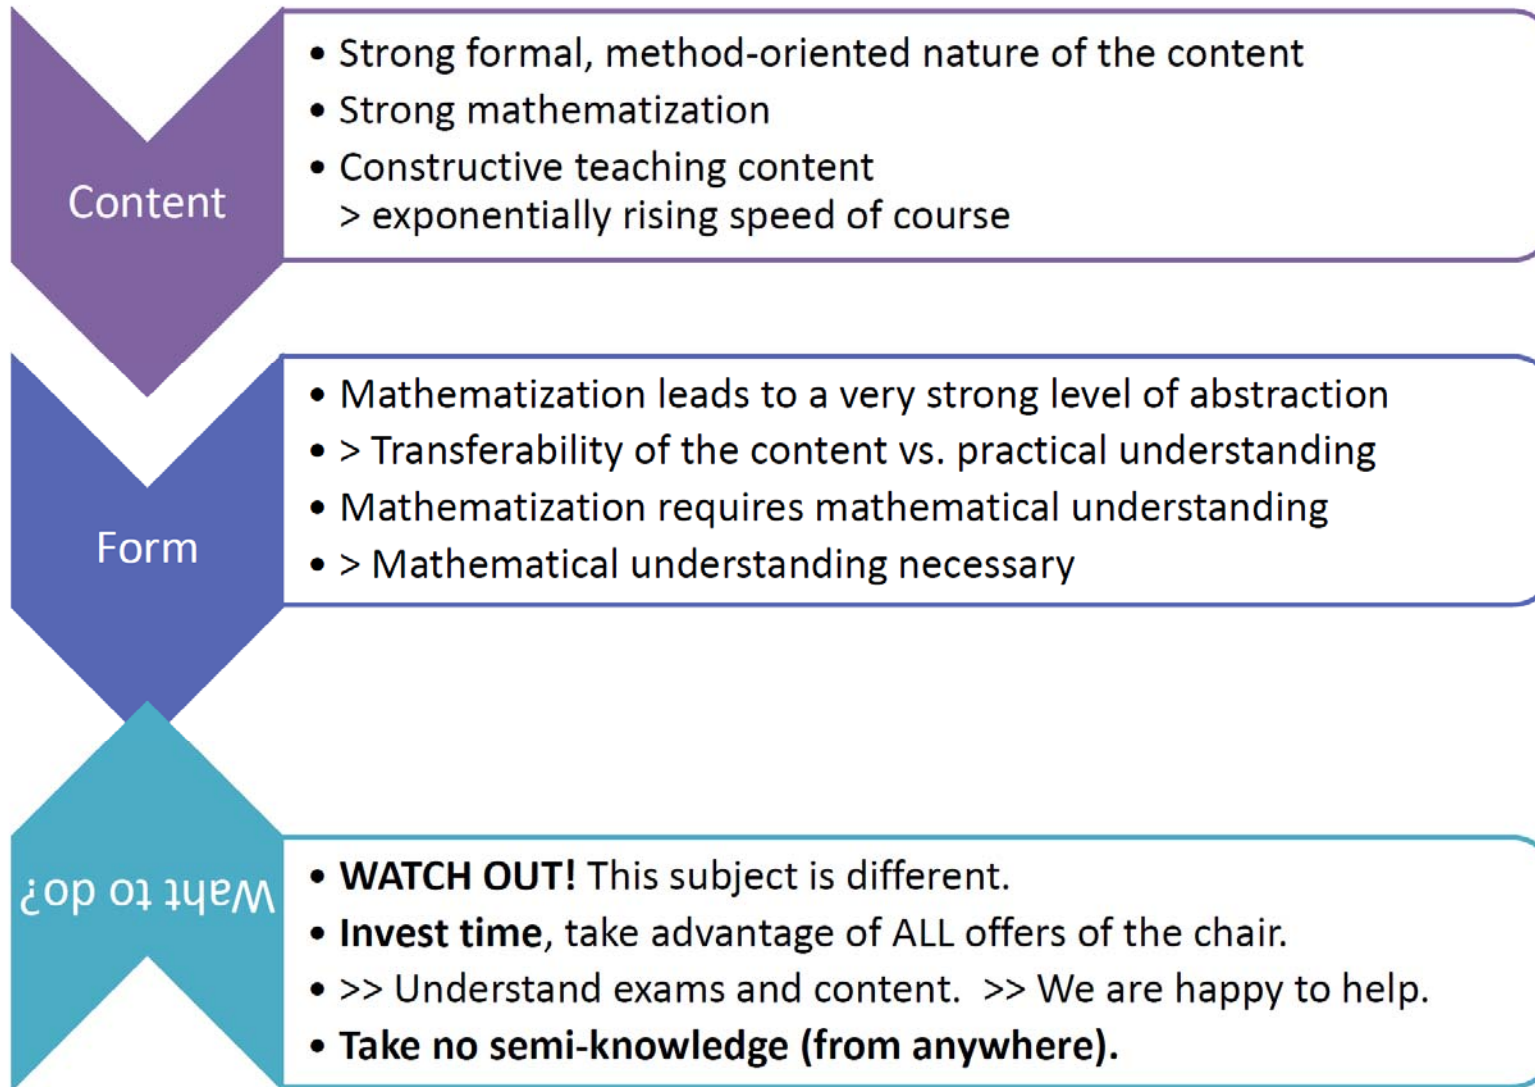 Content
• Strong formal, method-oriented nature of the content
• Strong mathematization
• Constructive teaching content
> exponentially rising speed of course
Form
• Mathematization leads to a very strong level of abstraction
• > Transferability of the content vs. practical understanding
• Mathematization requires mathematical understanding
• > Mathematical understanding necessary
Waht to do?
• WATCH OUT! This subject is different.
• Invest time, take advantage of ALL offers of the chair.
• >> Understand exams and content. >> We are happy to help.
• Take no semi-knowledge (from anywhere).